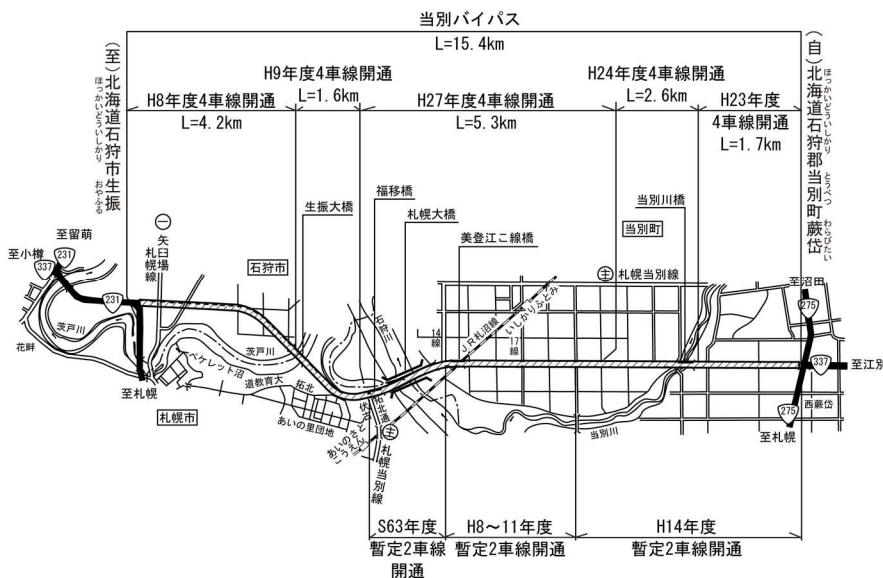 当別バイパス
L=15.4km
H9年度4車線開通
L=1.6km
H24年度4車線開通
L=2.6km
H8年度4車線開通
L=4.2km
H27年度4車線開通
L=5.3km
H23年度
4車線開通
L=1.7km
(至)北海道石狩市生振
ほっかいどういしかり おやふる
(自)北海道石狩郡当別町蕨岱
ほっかいどういしかり とうべつ わらびたい
生振大橋
福移橋
札幌大橋
美登江こ線橋
当別川橋
当別町
石狩市
札幌市
至留萌
至小樽
231
337
231
一
矢臼場
札幌線
主
札幌当別線
至沼田
275
337
至江別
西蕨岱
275
至札幌
茨戸川
花畔
至札幌
ペケレット沼
茨戸川
道教育大
拓北
あいの里団地
石狩川
14線
17線
JR札沼線
いしかりふとみ
拓北通
あいのさと
こうえん
主
札幌当別線
当別川
S63年度
暫定2車線
開通
H8～11年度
暫定2車線開通
H14年度
暫定2車線開通